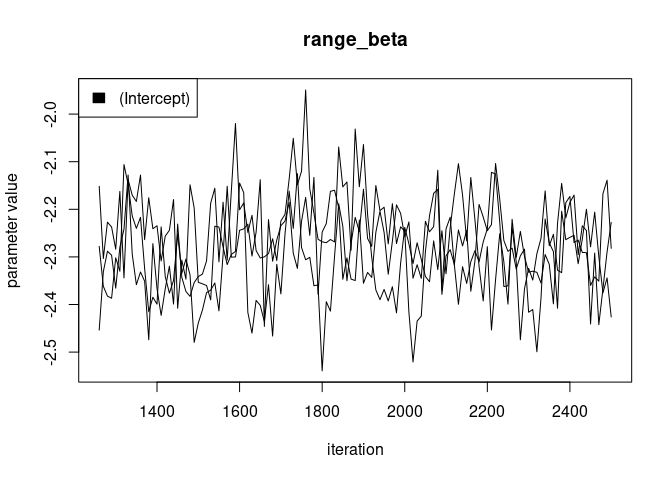 range_beta
(Intercept)
parameter value
-2.0
-2.1
-2.2
-2.3
-2.4
-2.5
1400 1600 1800 2000 2200 2400
iteration